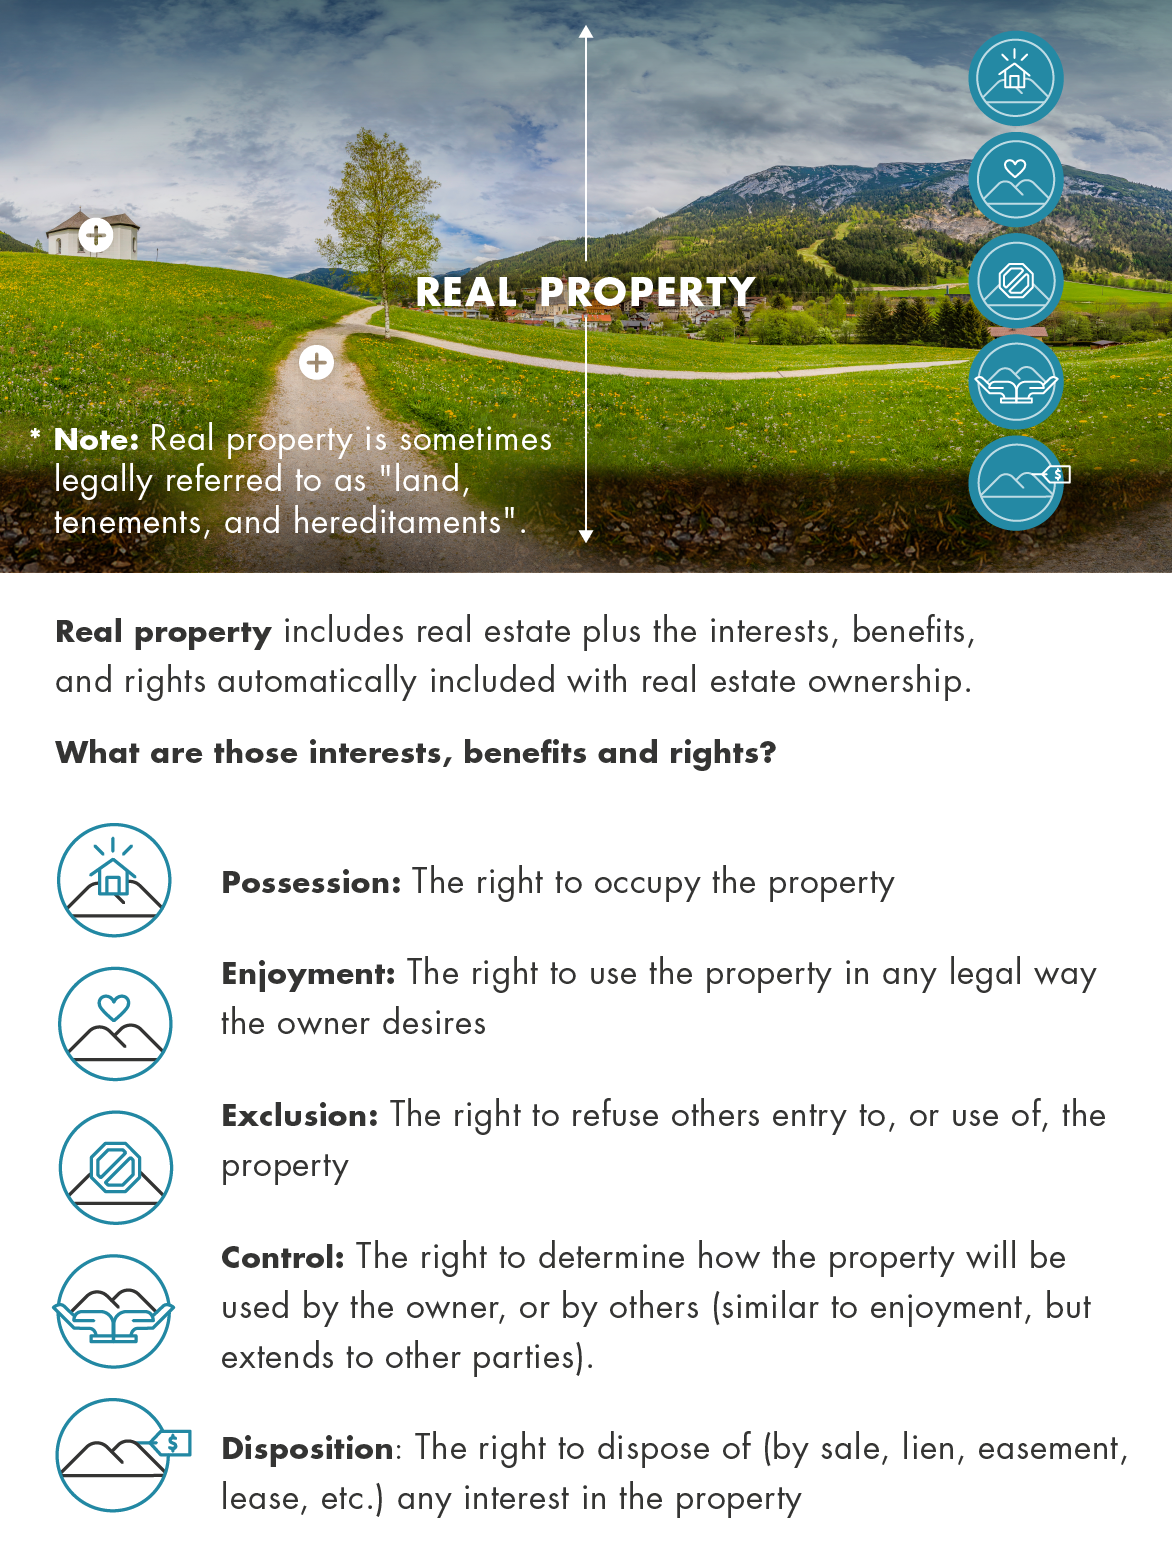 REAL PROPERTY
* Note: Real property is sometimes
legally referred to as "land,
tenements, and hereditaments".
Real property includes real estate plus the interests, benefits,
and rights automatically included with real estate ownership.
What are those interests, benefits and rights?
Possession: The right to occupy the property
Enjoyment: The right to use the property in any legal way
the owner desires
Exclusion: The right to refuse others entry to, or use of, the
property
Control: The right to determine how the property will be
used by the owner, or by others (similar to enjoyment, but
extends to other parties).
$
Disposition: The right to dispose of (by sale, lien, easement,
lease, etc.) any interest in the property